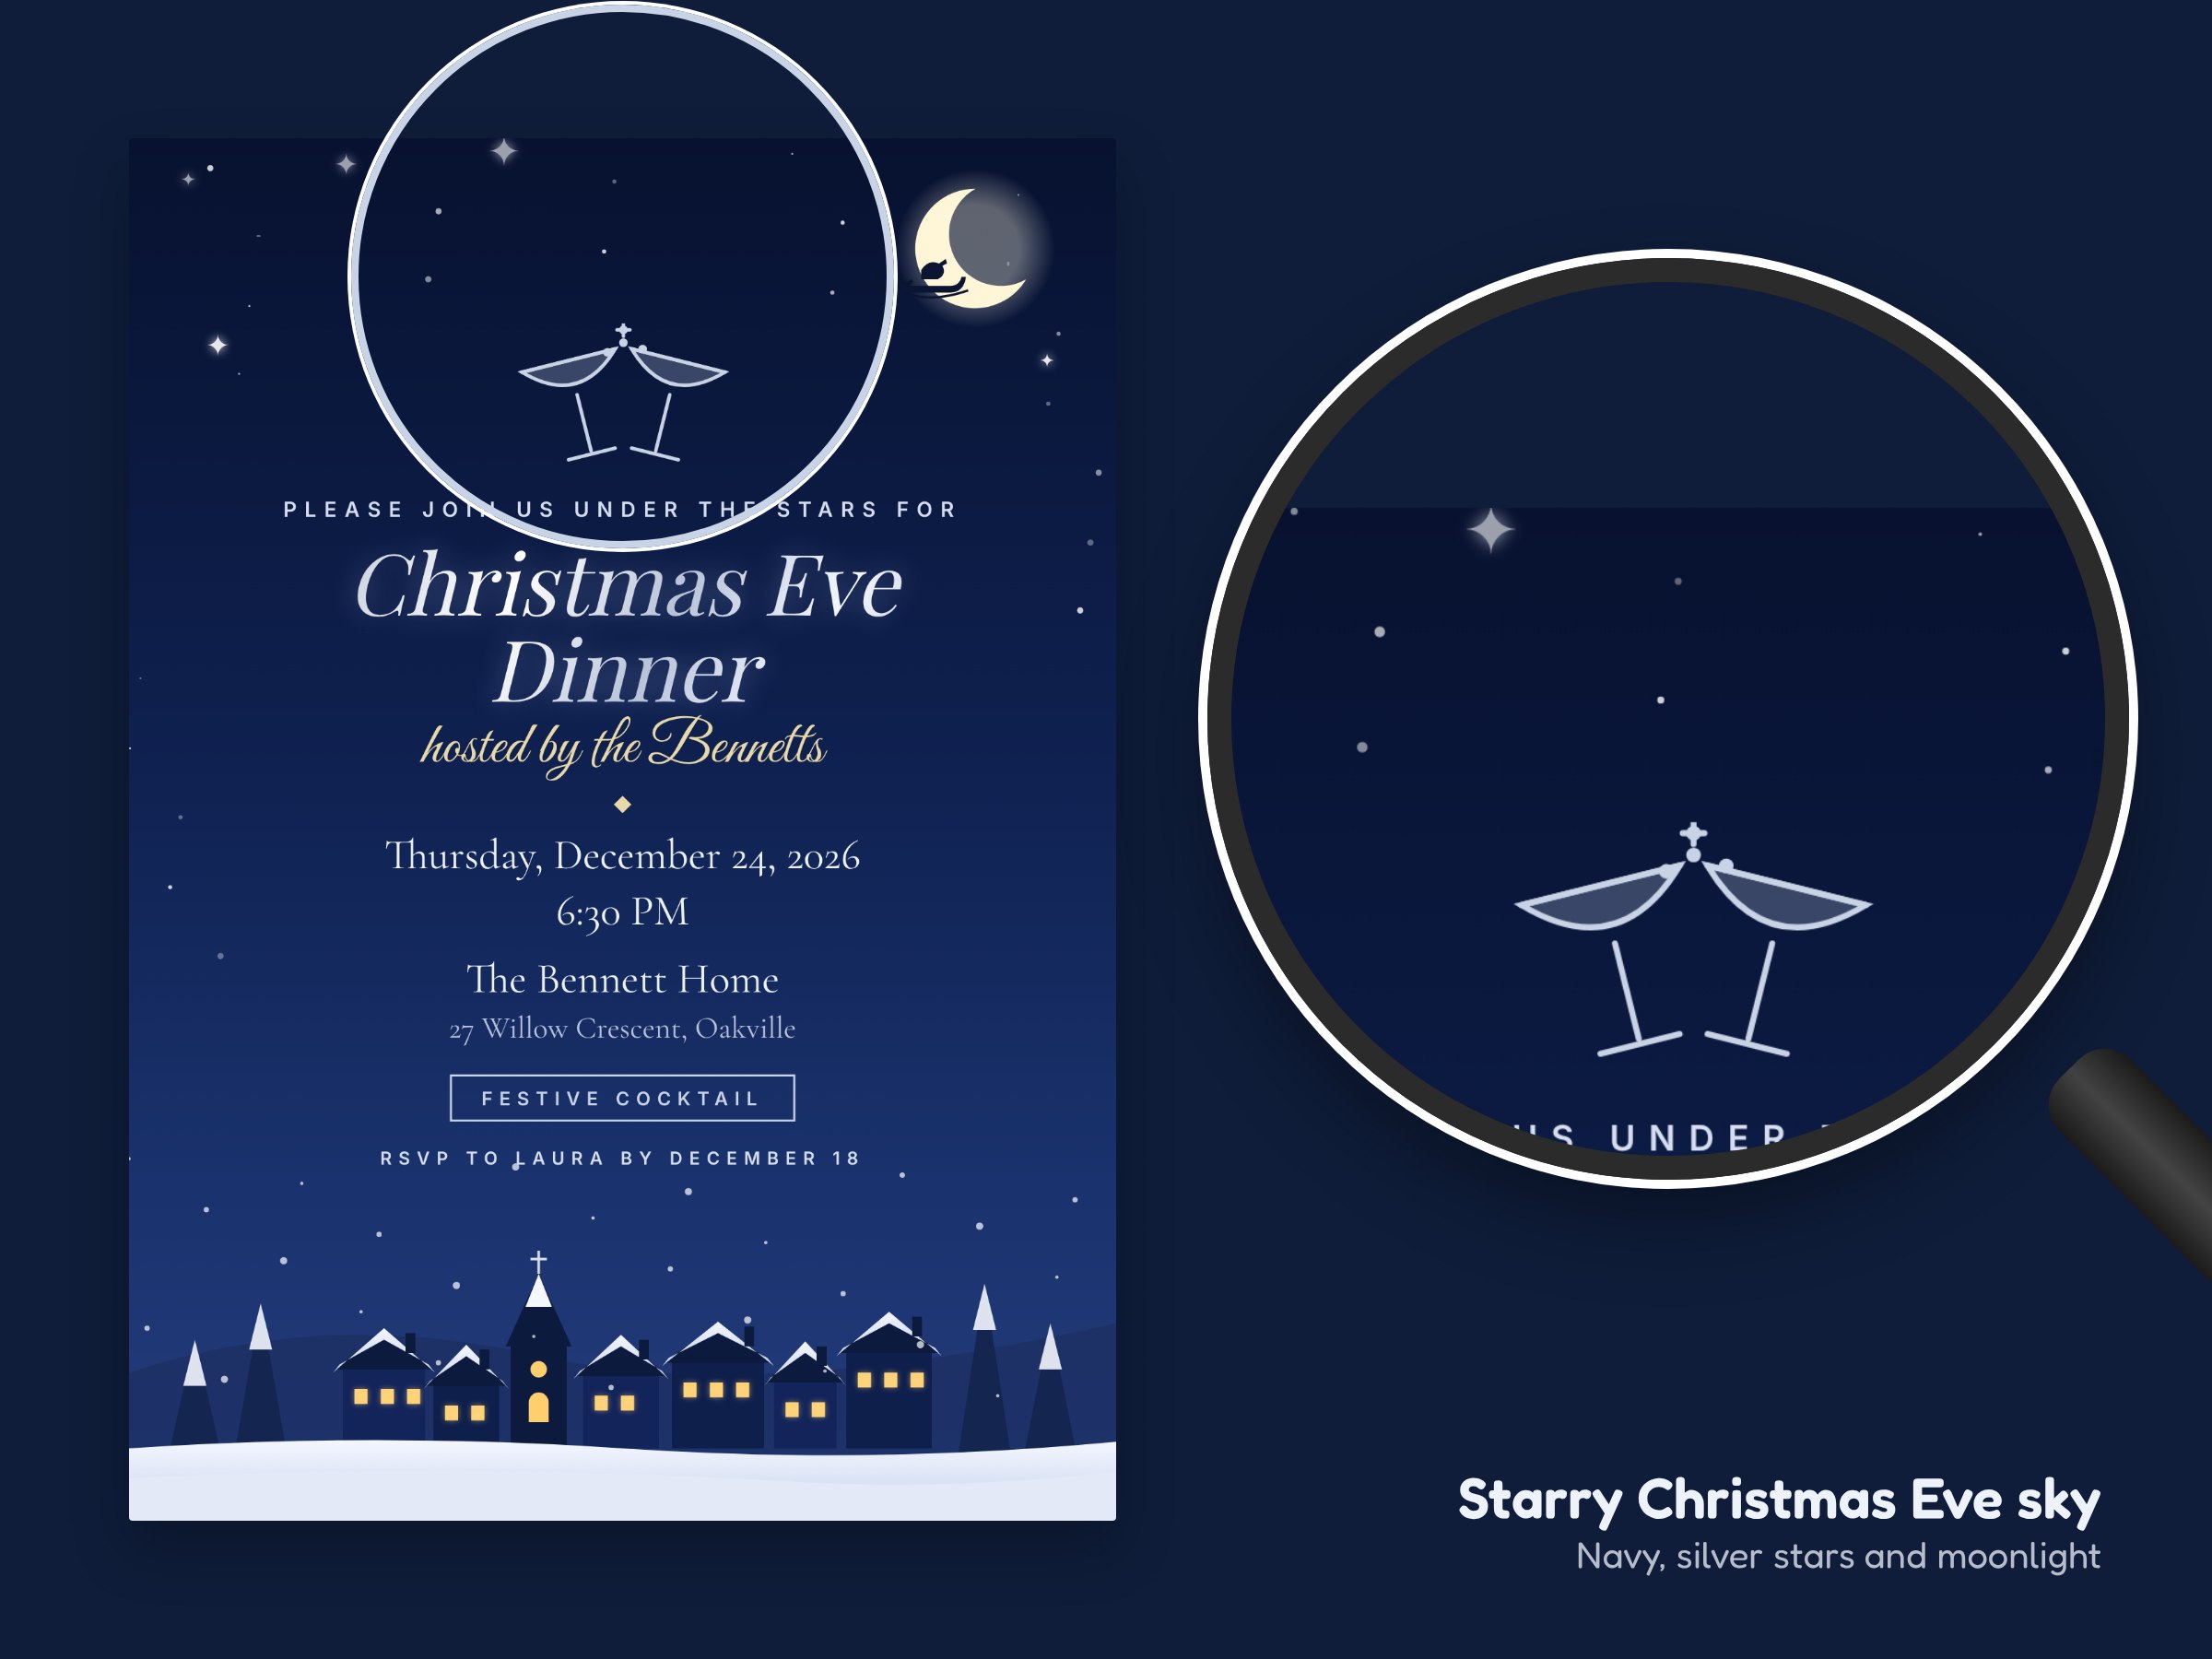 PLEASE JOIN US UNDER THE STARS FOR
Christmas Eve
Dinner
hosted by the Bennetts
Thursday, December 24, 2026
6:30 PM
The Bennett Home
27 Willow Crescent, Oakville
FESTIVE COCKTAIL
RSVP TO LAURA BY DECEMBER 18
US UNDER
Starry Christmas Eve sky
Navy, silver stars and moonlight